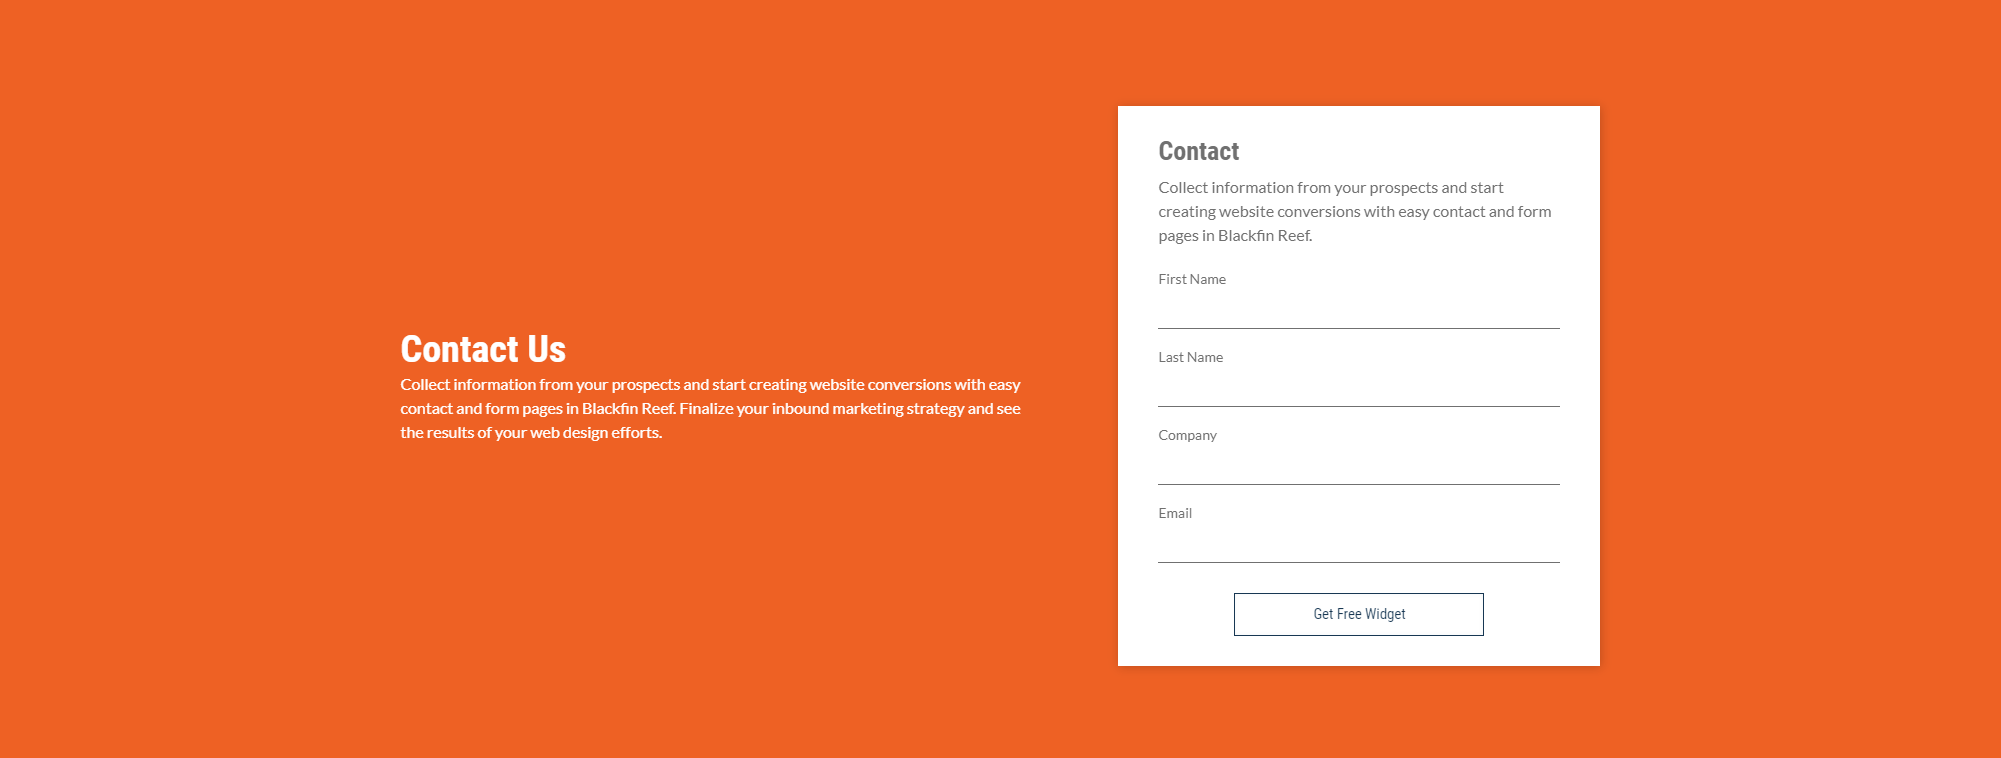 Contact Us
Collect information from your prospects and start creating website conversions with easy
contact and form pages in Blackfin Reef. Finalize your inbound marketing strategy and see
the results of your web design efforts.
Contact
Collect information from your prospects and start
creating website conversions with easy contact and form
pages in Blackfin Reef.
First Name
Last Name
Company
Email
Get Free Widget